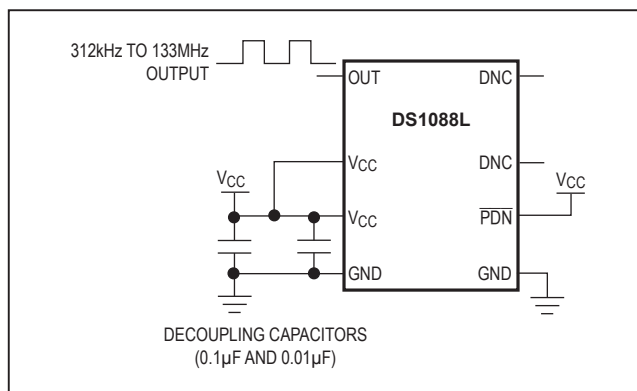 312kHz TO 133MHz
OUTPUT
OUT
DNC
DS1088L
VCC
DNC
VCC
VCC
VCC
PDN
GND
GND
DECOUPLING CAPACITORS
(0.1µF AND 0.01µF)